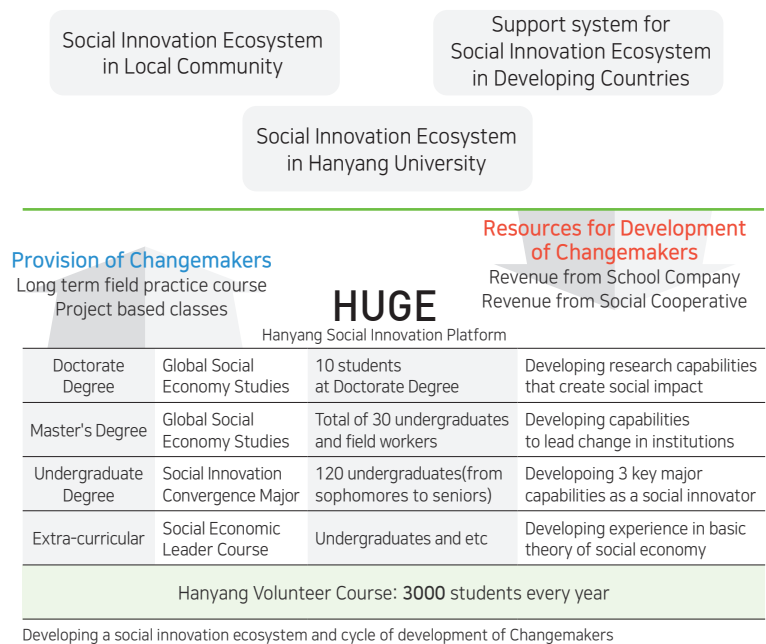 Social Innovation Ecosystem
in Local Community
Support system for
Social Innovation Ecosystem
in Developing Countries
Social Innovation Ecosystem
in Hanyang University
Provision of Changemakers
Long term field practice course
Project based classes
Resources for Development
of Changemakers
Revenue from School Company
Revenue from Social Cooperative
HUGE
Hanyang Social Innovation Platform
Doctorate
Degree
Global Social
Economy Studies
10 students
at Doctorate Degree
Developing research capabilities
that create social impact
Master's Degree
Global Social
Economy Studies
Total of 30 undergraduates
and field workers
Developing capabilities
to lead change in institutions
Undergraduate
Degree
Social Innovation
Convergence Major
120 undergraduates(from
sophomores to seniors)
Developoing 3 key major
capabilities as a social innovator
Extra-curricular
Social Economic
Leader Course
Undergraduates and etc
Developing experience in basic
theory of social economy
Hanyang Volunteer Course: 3000 students every year
Developing a social innovation ecosystem and cycle of development of Changemakers